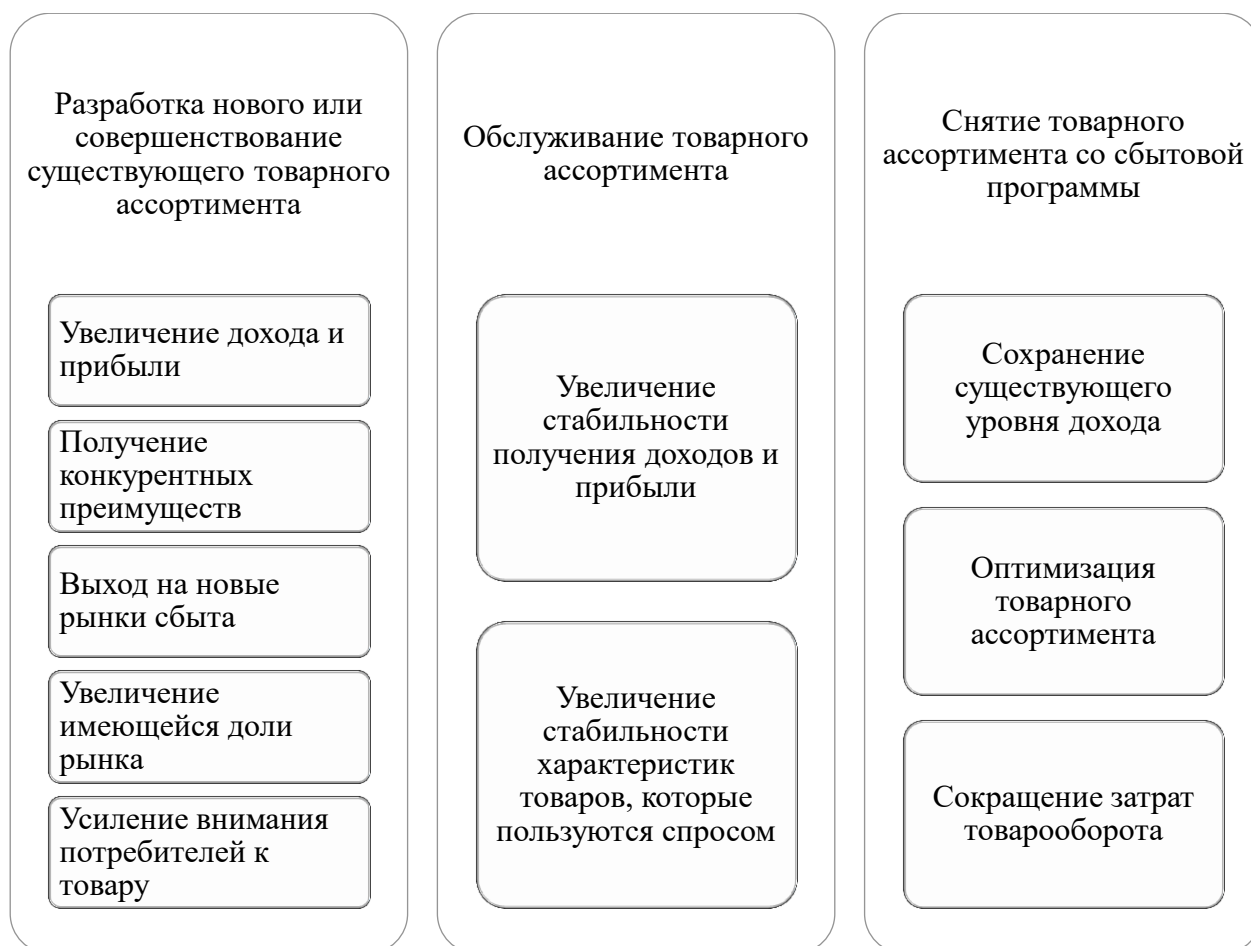 Разработка нового или
совершенствование
существующего товарного
ассортимента
Увеличение дохода и
прибыли
Получение
конкурентных
преимуществ
Выход на новые
рынки сбыта
Увеличение
имеющейся доли
рынка
Усиление внимания
потребителей к
товару
Обслуживание товарного
ассортимента
Увеличение
стабильности
получения доходов и
прибыли
Увеличение
стабильности
характеристик
товаров, которые
пользуются спросом
Снятие товарного
ассортимента со сбытовой
программы
Сохранение
существующего
уровня дохода
Оптимизация
товарного
ассортимента
Сокращение затрат
товарооборота